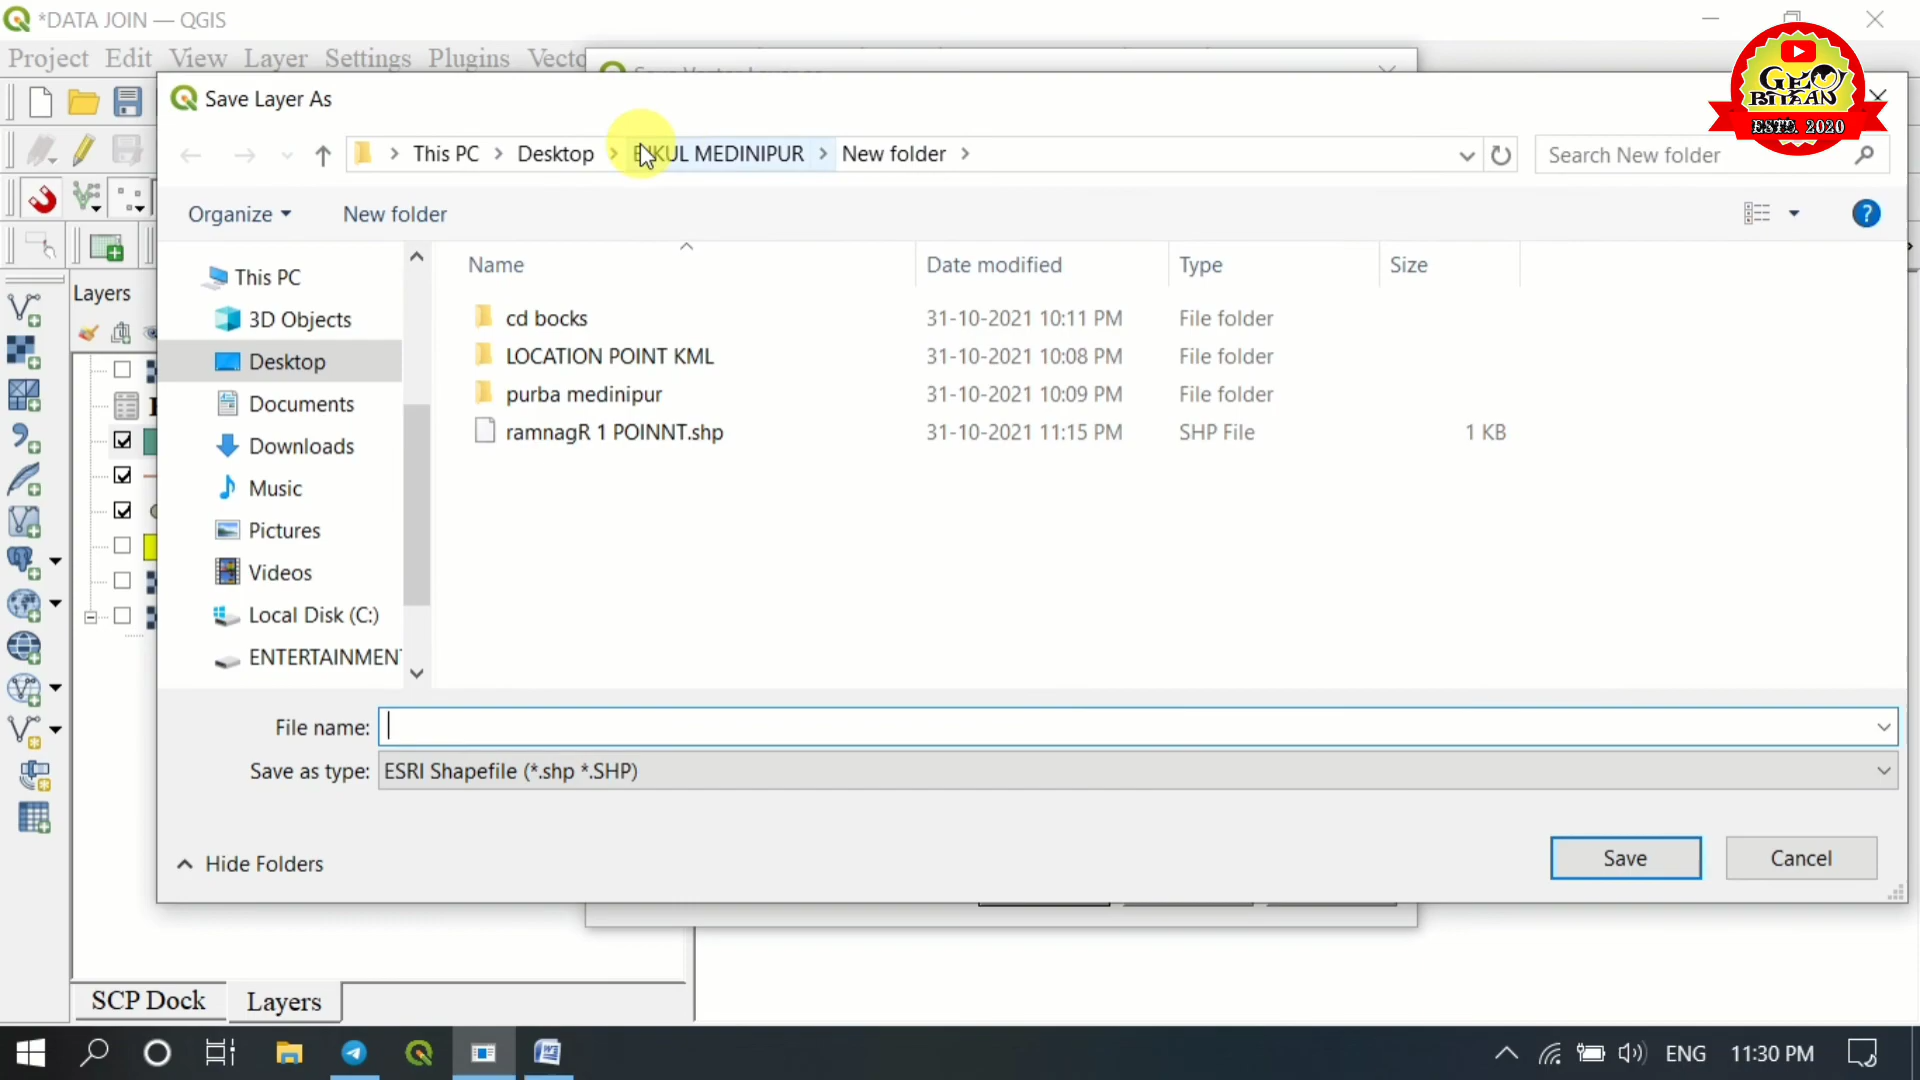 *DATA JOIN — QGIS
Project Edit View Layer Settings Plugins
GEO
BITAAN
ESTD. 2020
Save Layer As
This PC > Desktop > MEDINIPUR > New folder >
Search New folder
Organize
New folder
?
Layers
This PC
3D Objects
Desktop
Documents
Downloads
Music
Pictures
Videos
Local Disk (C:)
Name Date modified Type Size
cd bocks 31-10-2021 10:11 PM File folder
LOCATION POINT KML 31-10-2021 10:08 PM File folder
purba medinipur 31-10-2021 10:09 PM File folder
ramnagR 1 POINNT.shp 31-10-2021 11:15 PM SHP File 1 KB
File name:
Save as type: ESRI Shapefile (*.shp *.SHP)
Hide Folders
Save
Cancel
SCP Dock
Layers
ENG
11:30 PM